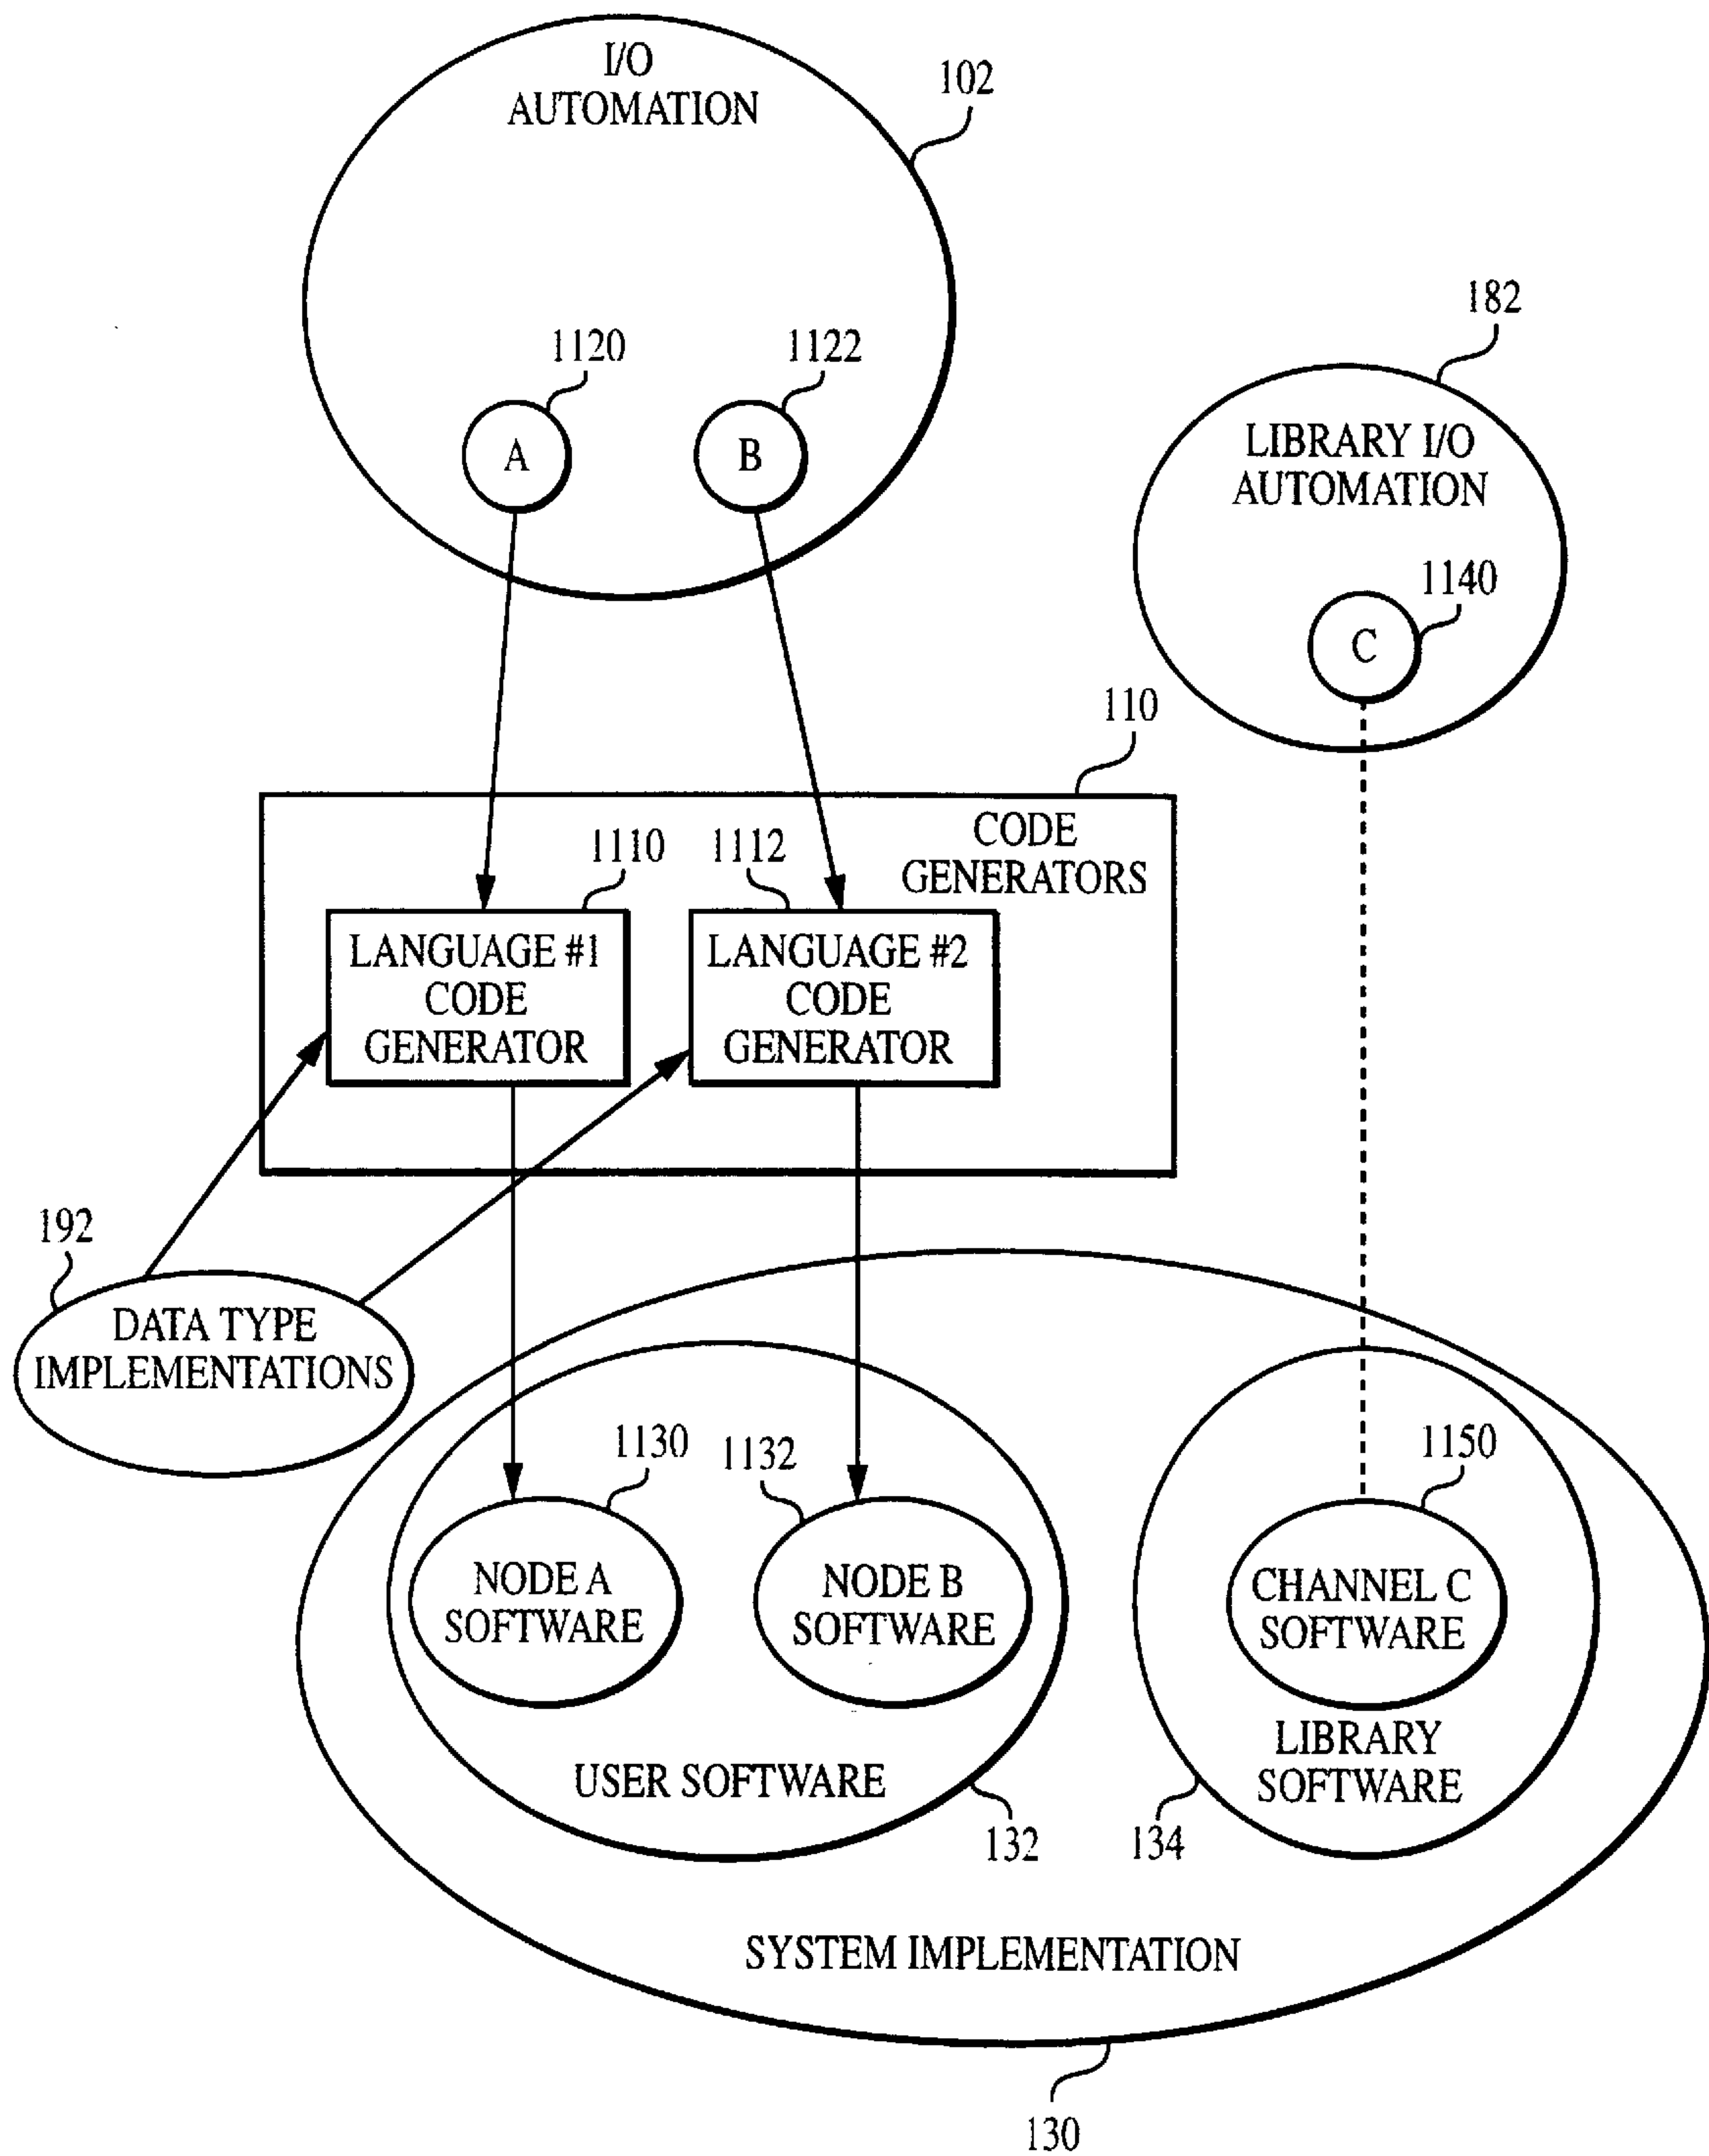 I/O
AUTOMATION
102
1120
1122
A
B
182
LIBRARY I/O
AUTOMATION
1140
C
110
CODE
GENERATORS
1110
1112
LANGUAGE #1
CODE
GENERATOR
LANGUAGE #2
CODE
GENERATOR
192
DATA TYPE
IMPLEMENTATIONS
1130
1132
1150
NODE A
SOFTWARE
NODE B
SOFTWARE
CHANNEL C
SOFTWARE
USER SOFTWARE
LIBRARY
SOFTWARE
132
134
SYSTEM IMPLEMENTATION
130